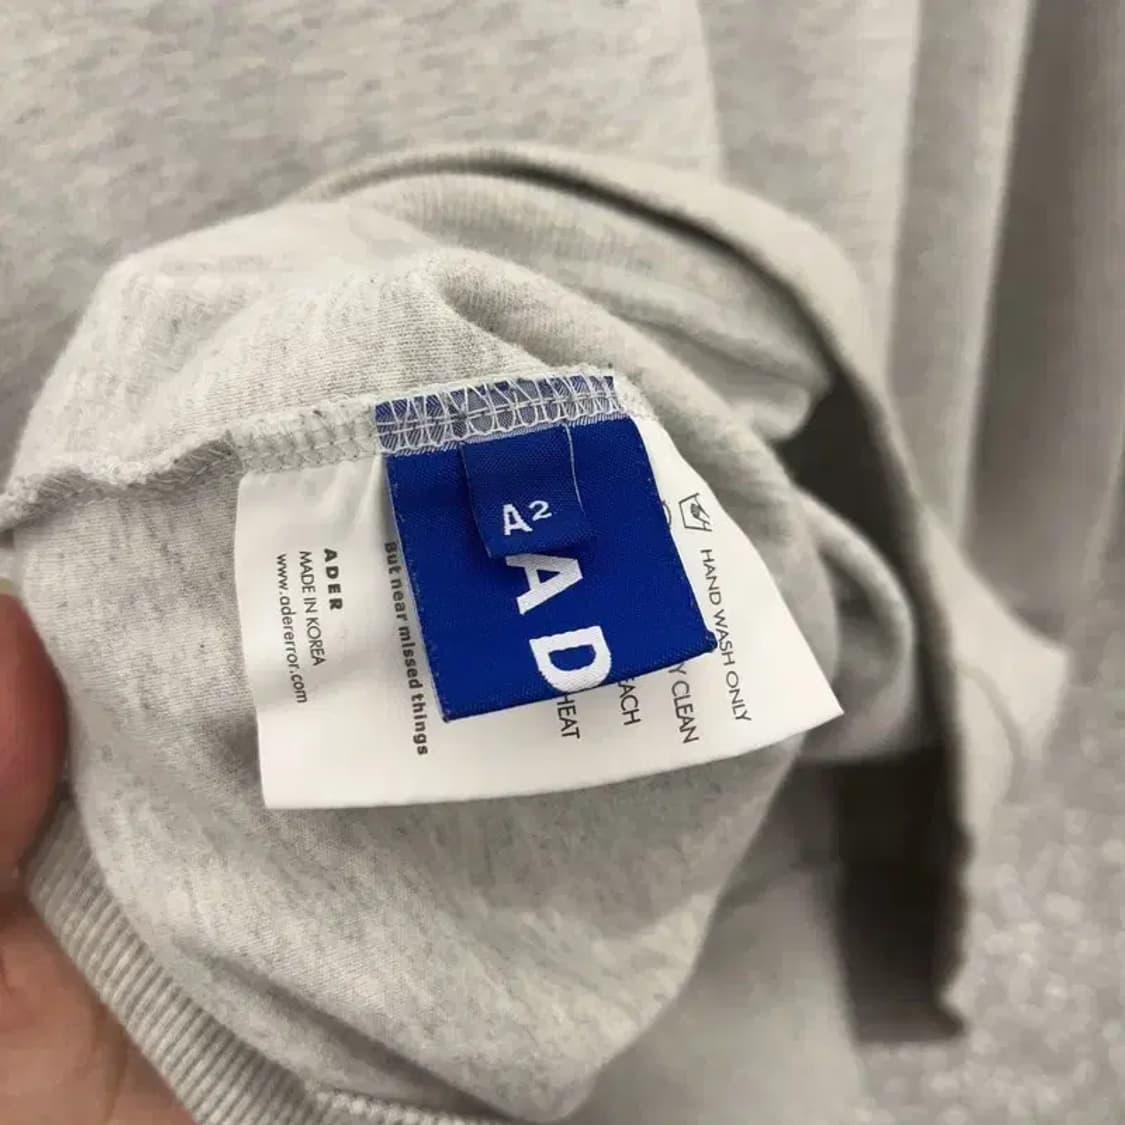 A²
AD
ADER
MADE IN KOREA
www.adererror.com
But near missed things
HAND WASH ONLY
Y CLEAN
EACH
HEAT